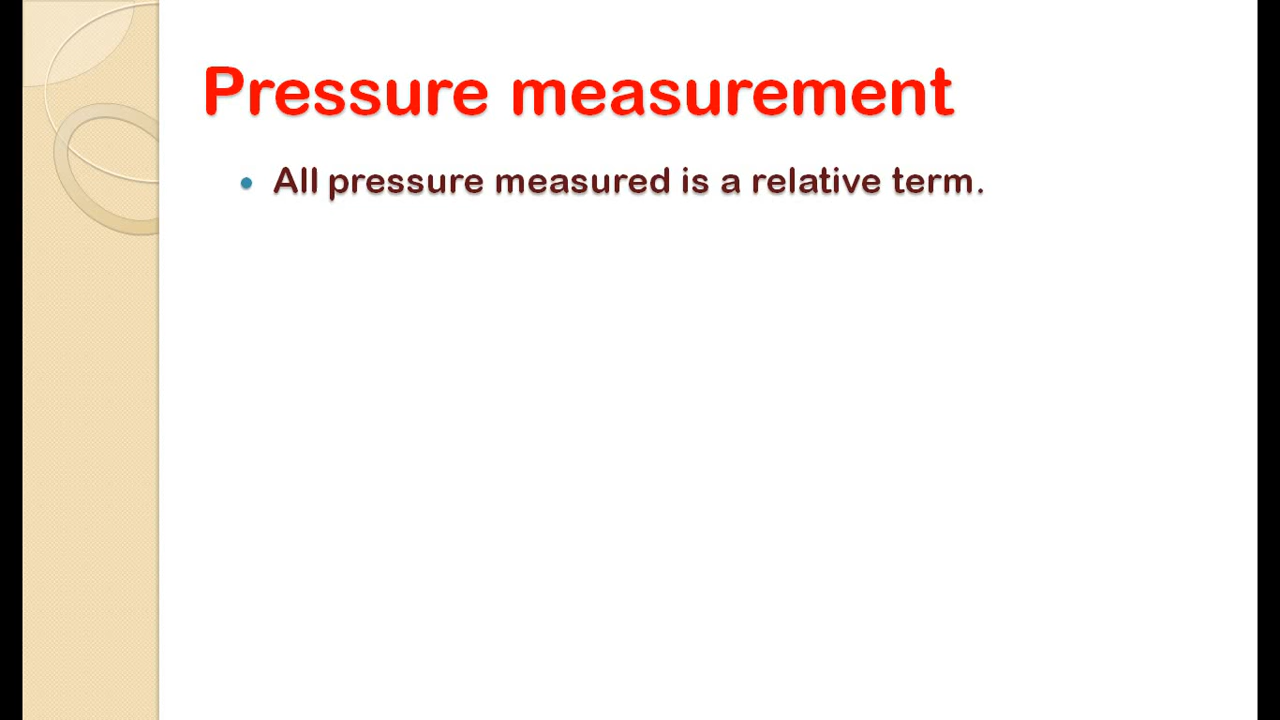 Pressure measurement
• All pressure measured is a relative term.